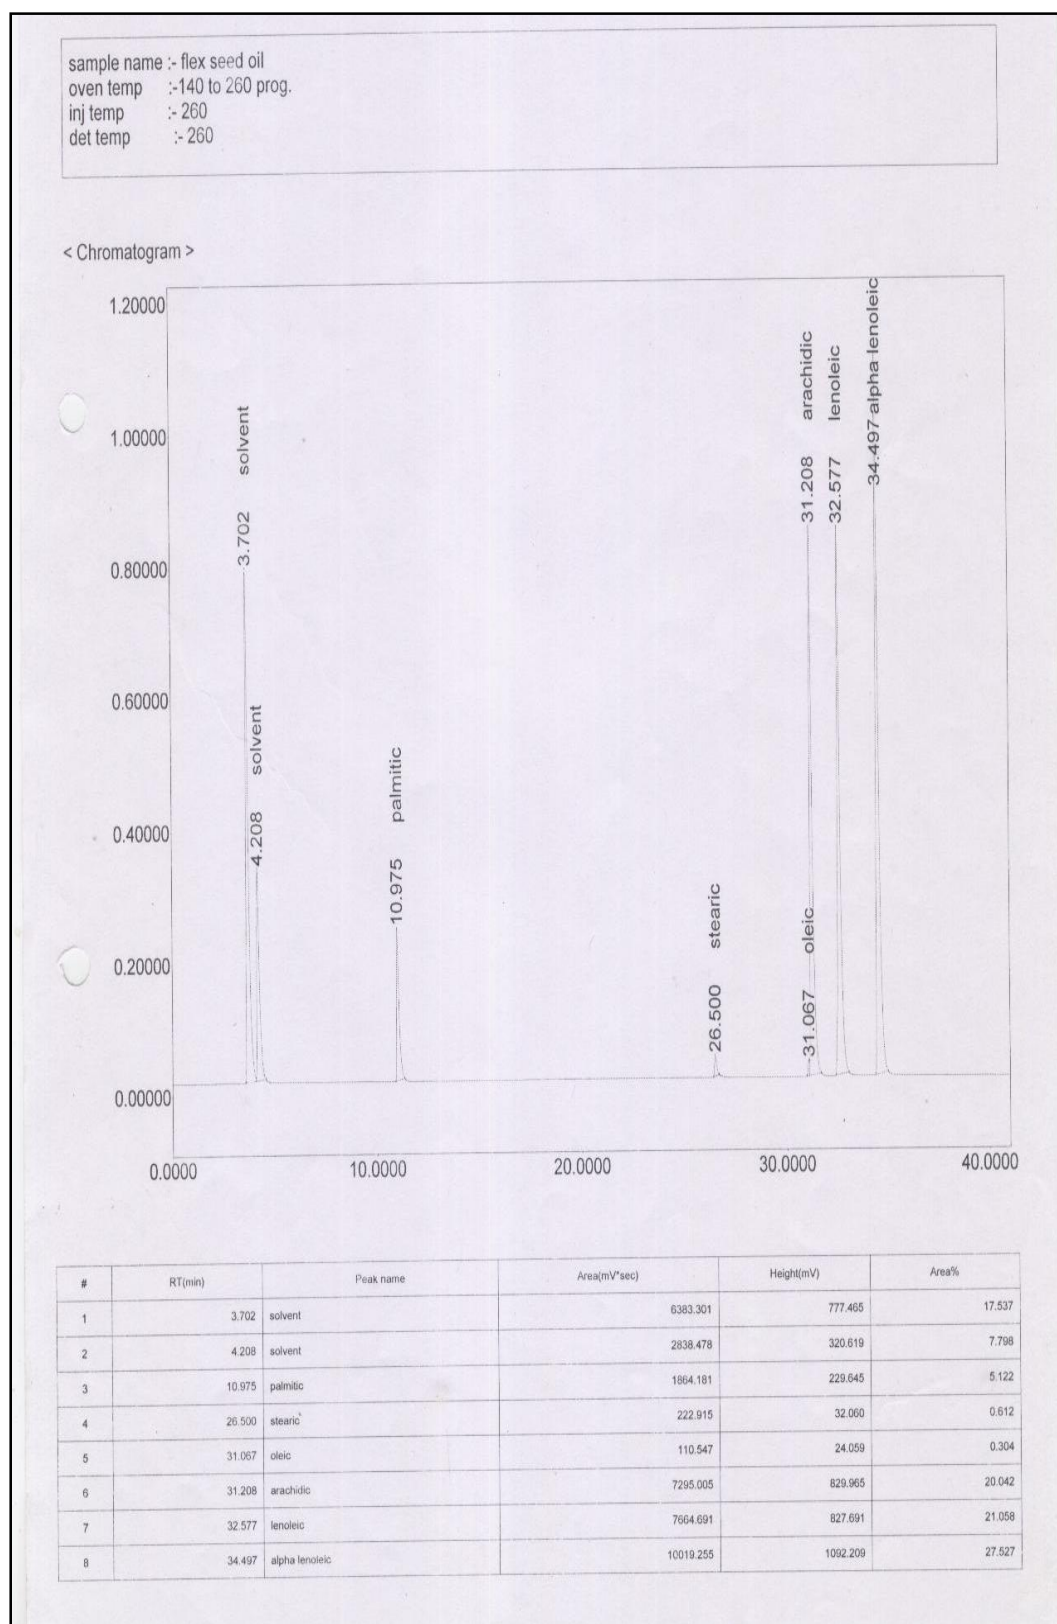 sample name :- flex seed oil
oven temp :-140 to 260 prog.
inj temp :- 260
det temp :- 260
< Chromatogram >
1.20000
1.00000
0.80000
0.60000
0.40000
0.20000
0.00000
3.702 solvent
4.208 solvent
10.975 palmitic
26.500 stearic
31.067 oleic
31.208 arachidic
32.577 lenoleic
34.497 alpha lenoleic
0.0000 10.0000 20.0000 30.0000 40.0000
# RT(min) Peak name Area(mV*sec) Height(mV) Area%
1 3.702 solvent 6383.301 777.465 17.537
2 4.208 solvent 2838.478 320.619 7.798
3 10.975 palmitic 1864.181 229.645 5.122
4 26.500 stearic 222.915 32.060 0.612
5 31.067 oleic 110.547 24.059 0.304
6 31.208 arachidic 7295.005 829.965 20.042
7 32.577 lenoleic 7664.691 827.691 21.058
8 34.497 alpha lenoleic 10019.255 1092.209 27.527